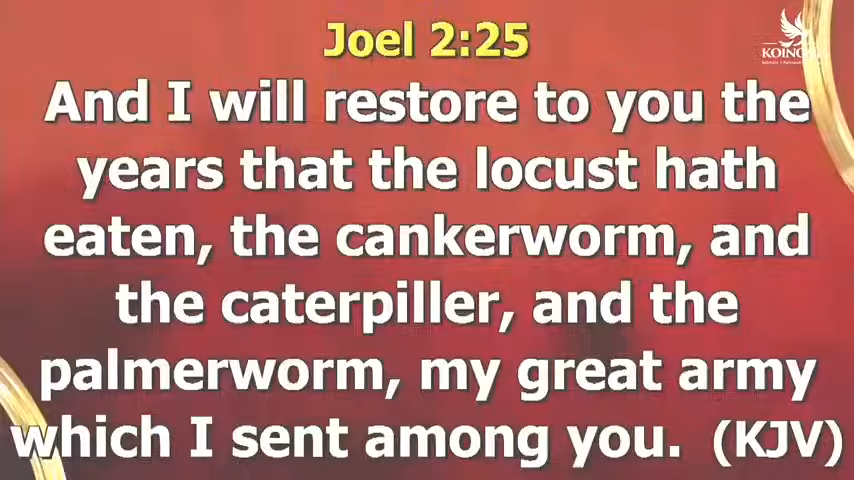 Joel 2:25
And I will restore to you the
years that the locust hath
eaten, the cankerworm, and
the caterpiller, and the
palmerworm, my great army
which I sent among you. (KJV)